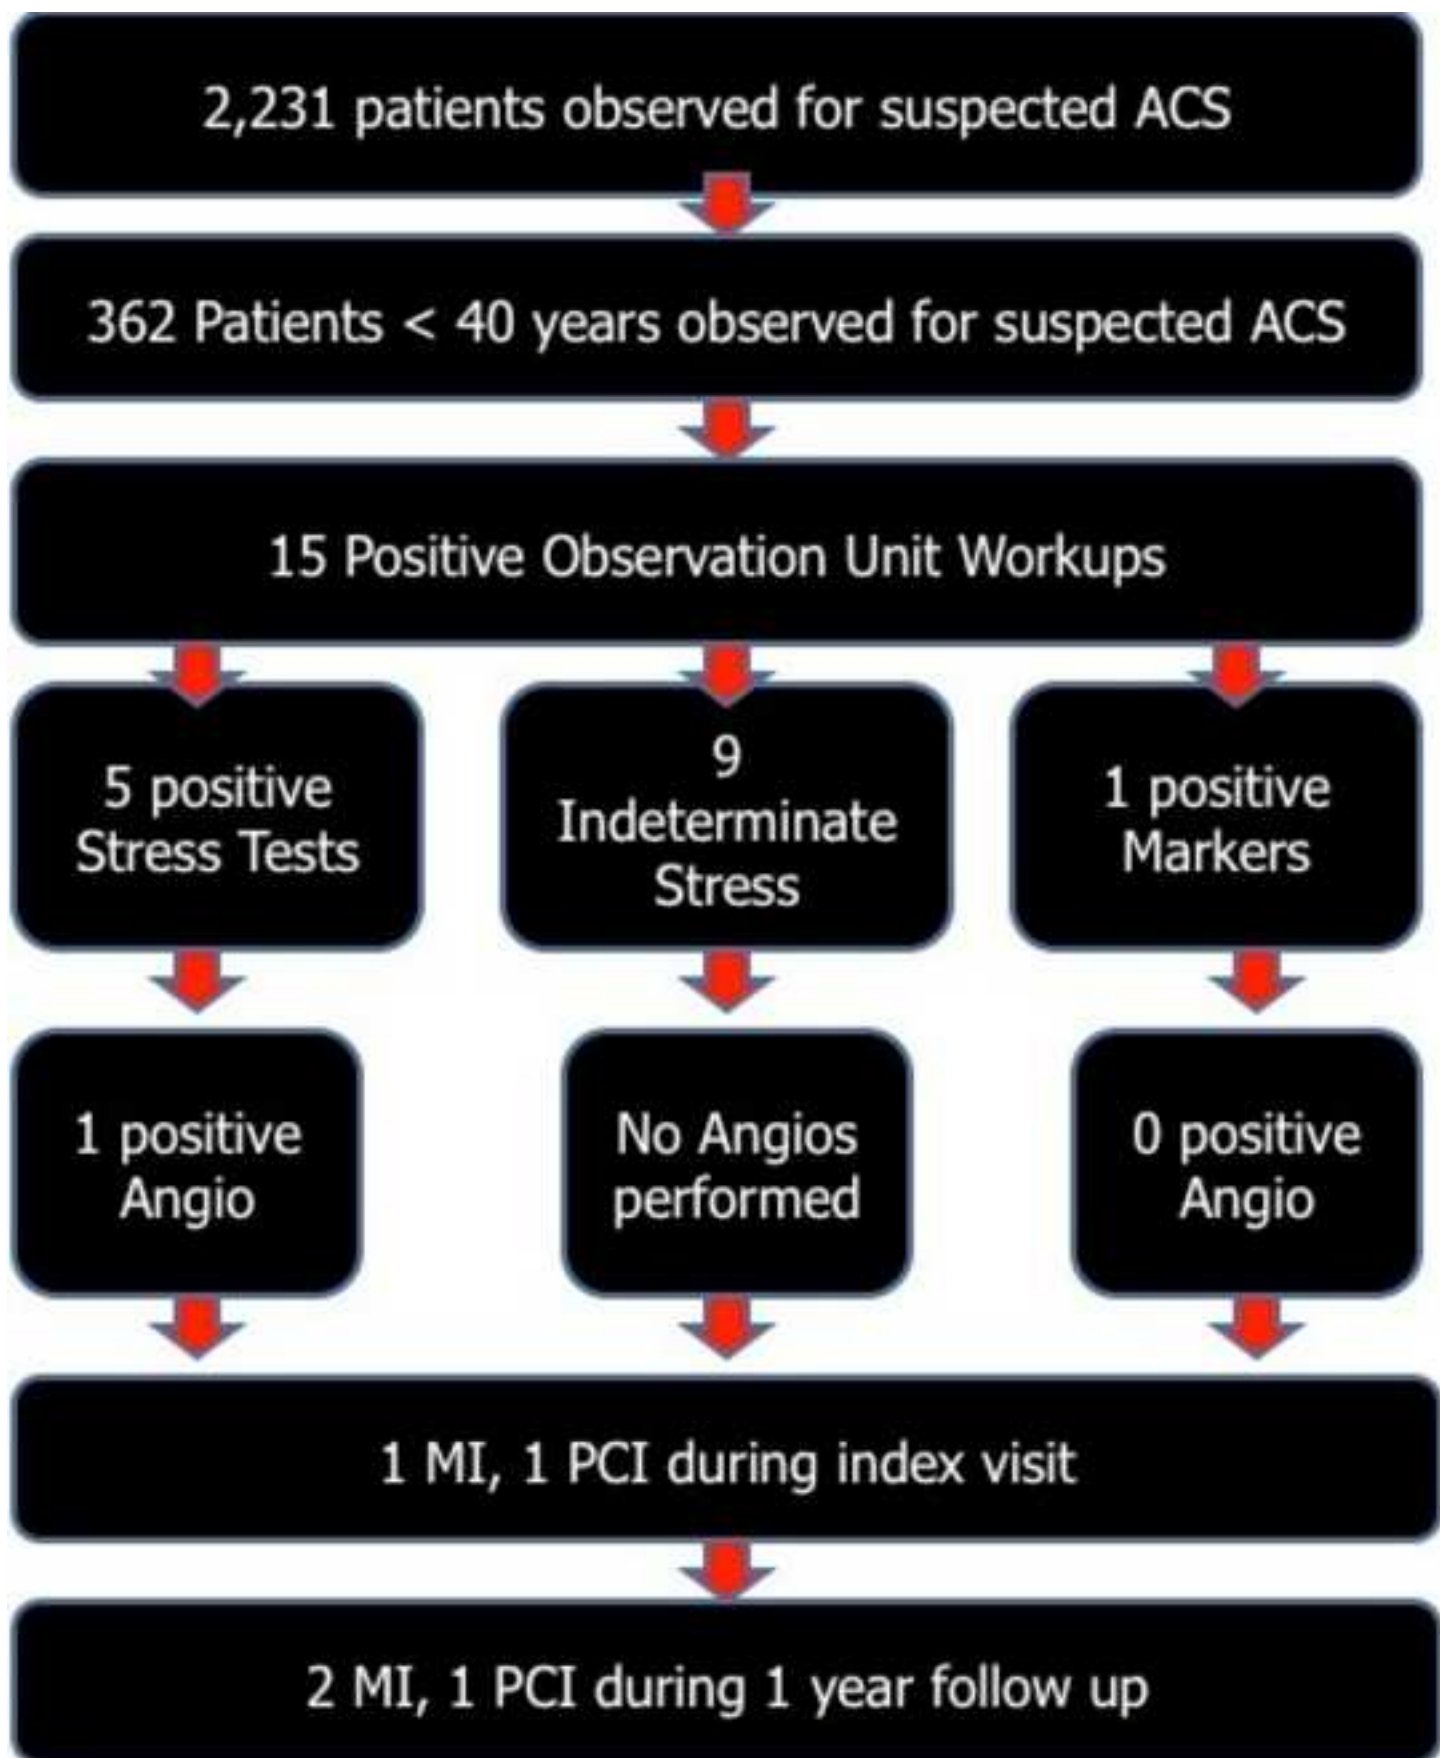 2,231 patients observed for suspected ACS
362 Patients < 40 years observed for suspected ACS
15 Positive Observation Unit Workups
5 positive
Stress Tests
9
Indeterminate
Stress
1 positive
Markers
1 positive
Angio
No Angios
performed
0 positive
Angio
1 MI, 1 PCI during index visit
2 MI, 1 PCI during 1 year follow up